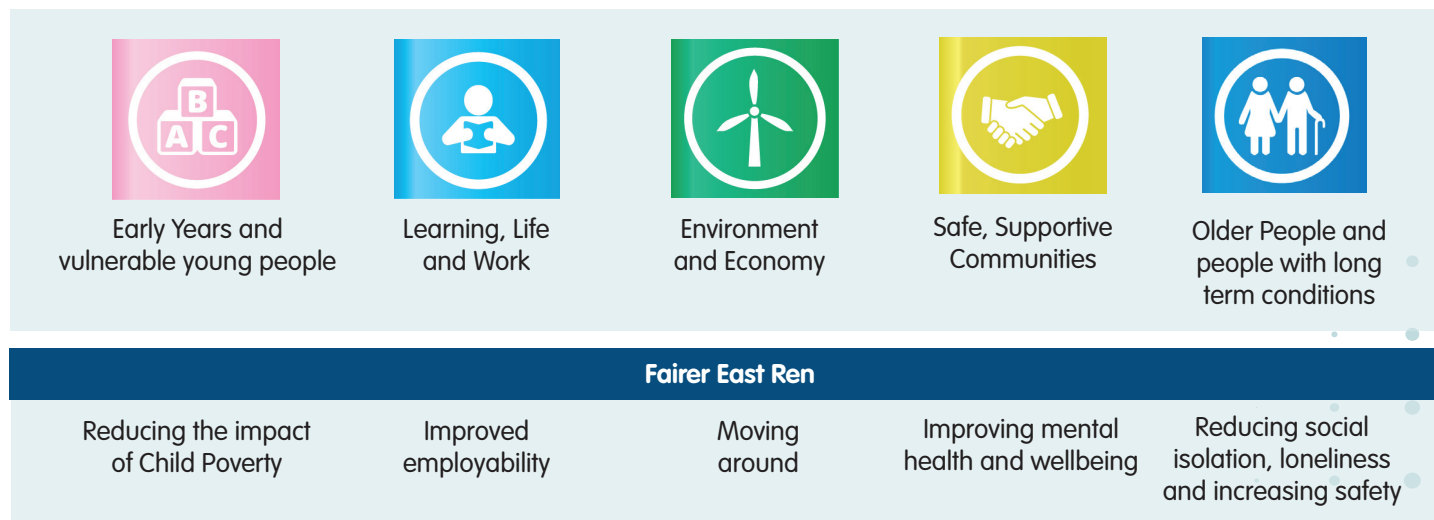 B
A C
Early Years and
vulnerable young people
Learning, Life
and Work
Environment
and Economy
Safe, Supportive
Communities
Older People and
people with long
term conditions
Fairer East Ren
Reducing the impact
of Child Poverty
Improved
employability
Moving
around
Improving mental
health and wellbeing
Reducing social
isolation, loneliness
and increasing safety